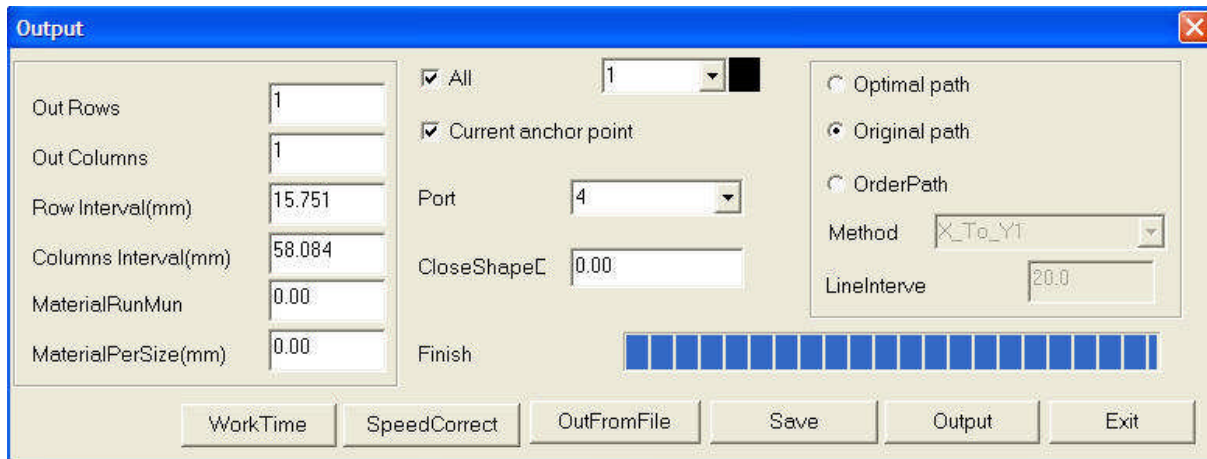 Output
Out Rows 1
Out Columns 1
Row Interval(mm) 15.751
Columns Interval(mm) 58.084
MaterialRunMun 0.00
MaterialPerSize(mm) 0.00
All 1
Current anchor point
Port 4
CloseShapeD 0.00
Finish
Optimal path
Original path
OrderPath
Method X_To_Y1
LineInterve 20.0
WorkTime SpeedCorrect OutFromFile Save Output Exit